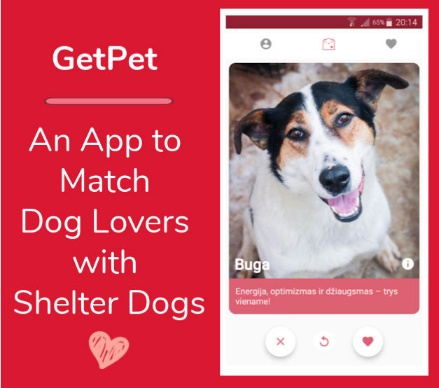 GetPet
An App to
Match
Dog Lovers
with
Shelter Dogs
65% 20:14
Buga
Energija, optimizmas ir džiaugsmas – trys
viename!